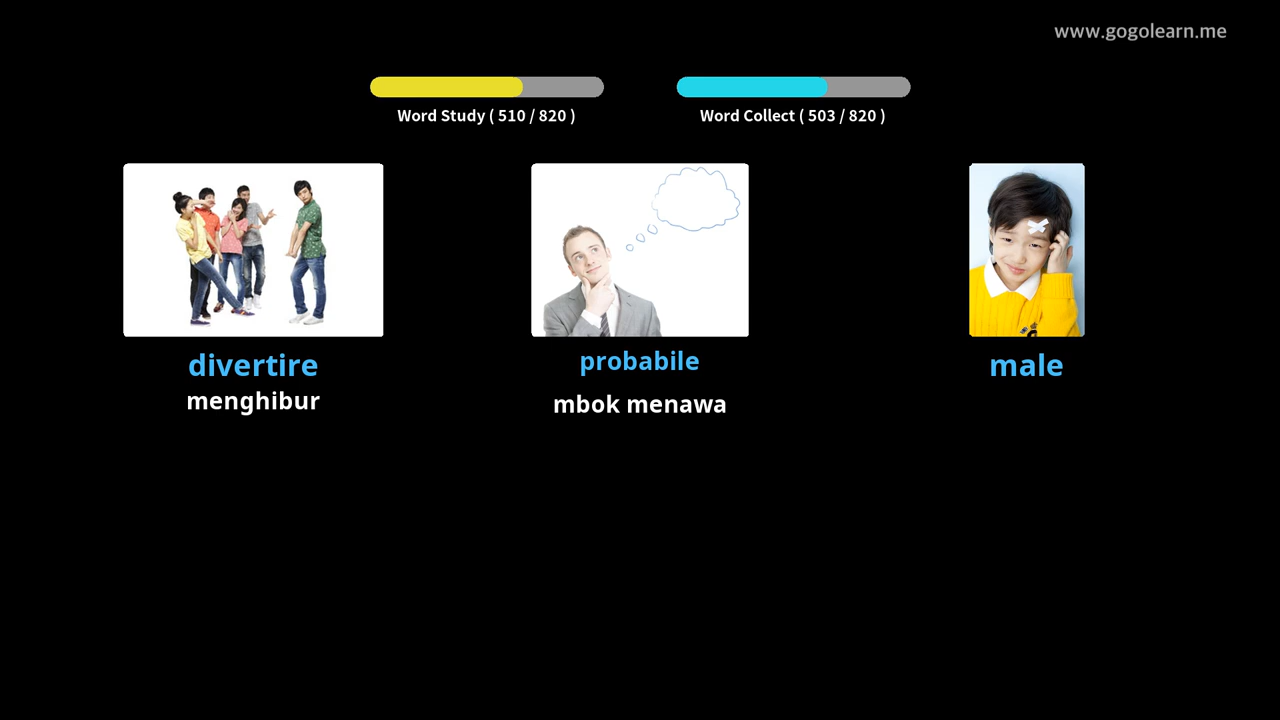 www.gogolearn.me
Word Study ( 510 / 820 )
Word Collect ( 503 / 820 )
divertire
probabile
male
menghibur
mbok menawa